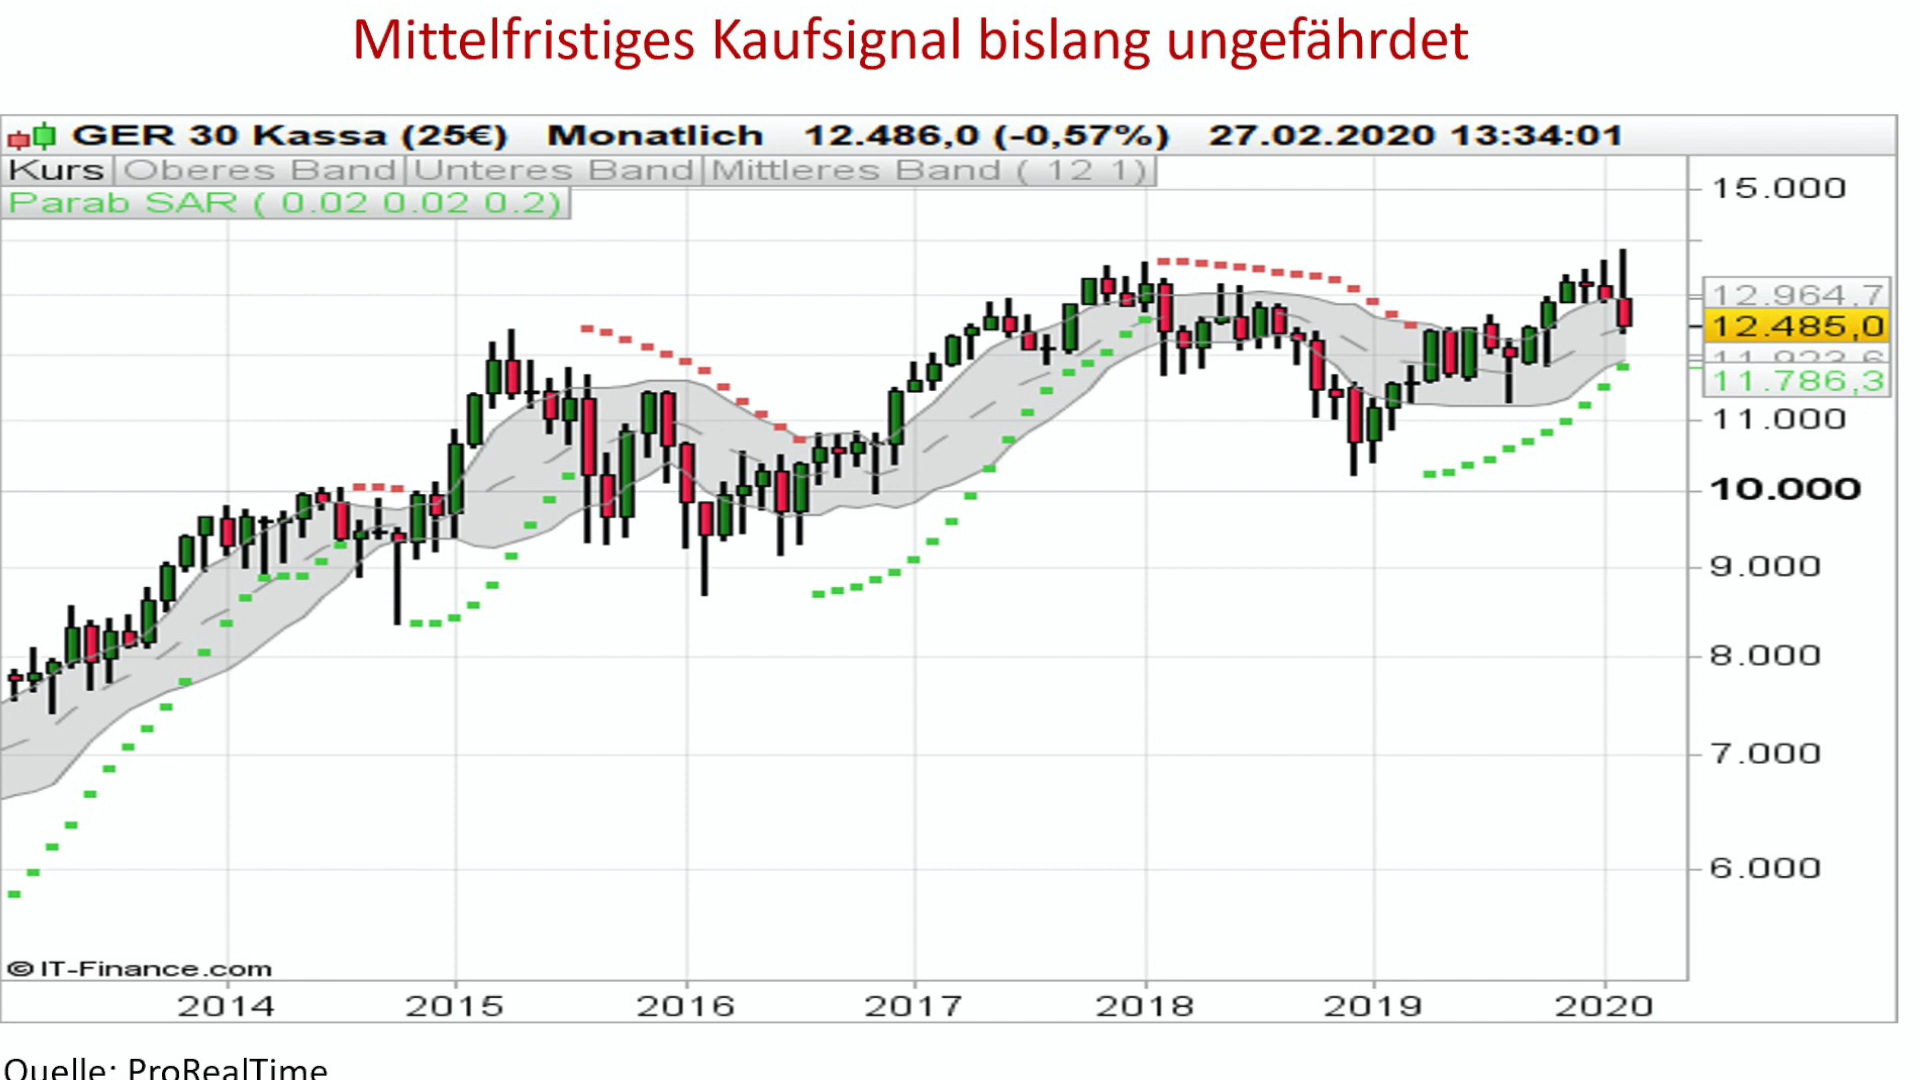 Mittelfristiges Kaufsignal bislang ungefährdet
GER 30 Kassa (25€) Monatlich 12.486,0 (-0,57%) 27.02.2020 13:34:01
Kurs Oberes Band Unteres Band Mittleres Band ( 12 1)
Parab SAR ( 0.02 0.02 0.2)
15.000
12.964,7
12.485,0
11.923,6
11.786,3
11.000
10.000
9.000
8.000
7.000
6.000
© IT-Finance.com
2014 2015 2016 2017 2018 2019 2020
Quelle: ProRealTime